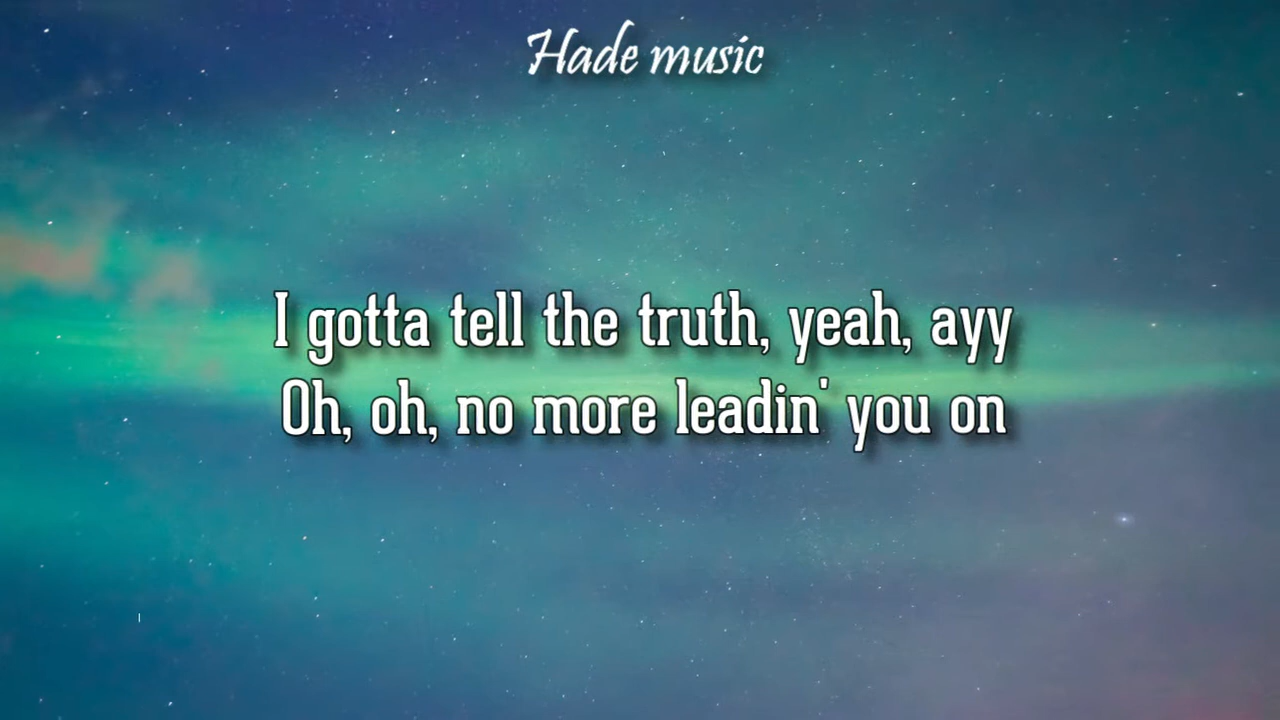 Hade music
I gotta tell the truth, yeah, ayy
Oh, oh, no more leadin' you on